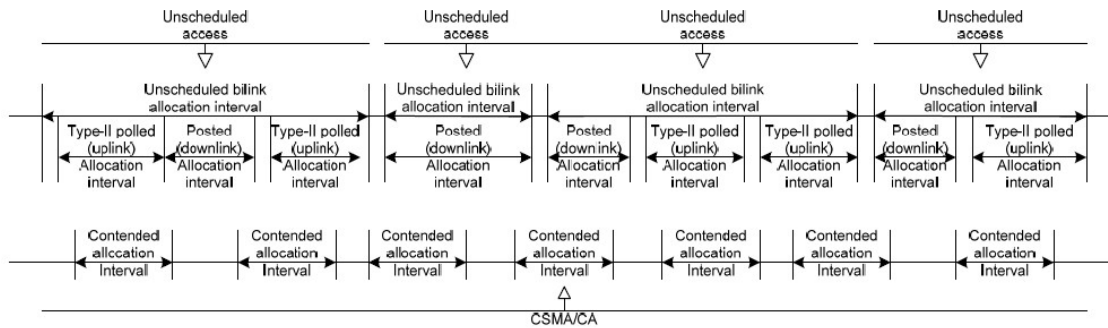 Unscheduled
access
Unscheduled
access
Unscheduled
access
Unscheduled
access
Unscheduled bilink
allocation interval
Unscheduled bilink
allocation interval
Unscheduled bilink
allocation interval
Unscheduled bilink
allocation interval
Type-II polled
(uplink)
Allocation
interval
Posted
(downlink)
Allocation
interval
Type-II polled
(uplink)
Allocation
interval
Posted
(downlink)
Allocation
interval
Posted
(downlink)
Allocation
interval
Type-II polled
(uplink)
Allocation
interval
Type-II polled
(uplink)
Allocation
interval
Posted
(downlink)
Allocation
interval
Type-II polled
(uplink)
Allocation
interval
Contended
allocation
Interval
Contended
allocation
Interval
Contended
allocation
Interval
Contended
allocation
Interval
Contended
allocation
Interval
Contended
allocation
Interval
Contended
allocation
Interval
CSMA/CA